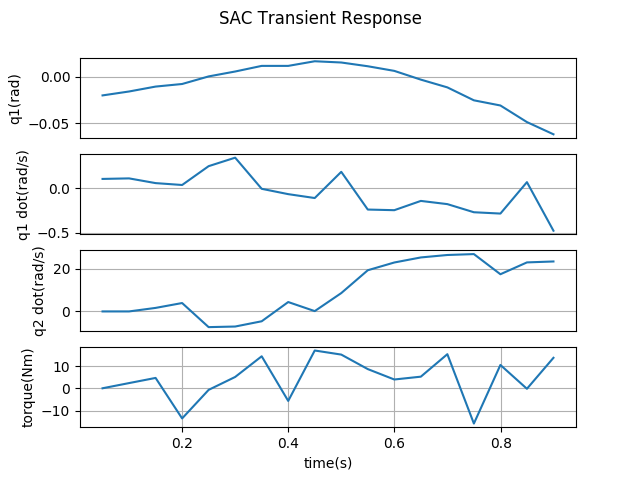 SAC Transient Response
q1(rad)
0.00
−0.05
q1 dot(rad/s)
0.0
−0.5
q2 dot(rad/s)
20
0
torque(Nm)
10
0
−10
0.2 0.4 0.6 0.8
time(s)